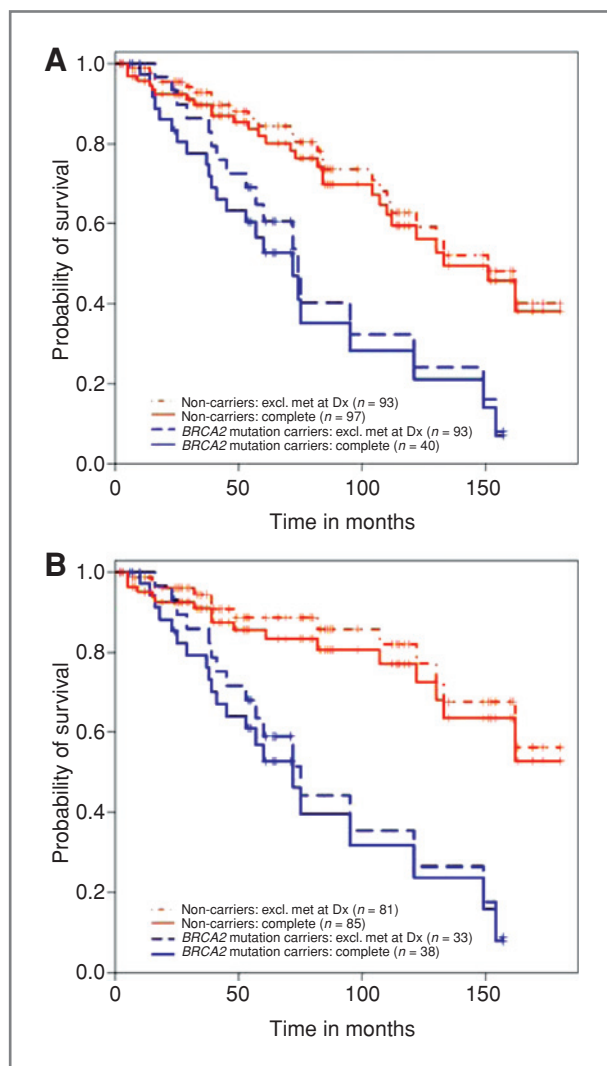 A
Probability of survival
1.0
0.8
0.6
0.4
0.2
0.0
Non-carriers: excl. met at Dx (n = 93)
Non-carriers: complete (n = 97)
BRCA2 mutation carriers: excl. met at Dx (n = 93)
BRCA2 mutation carriers: complete (n = 40)
0 50 100 150
Time in months
B
Probability of survival
1.0
0.8
0.6
0.4
0.2
0.0
Non-carriers: excl. met at Dx (n = 81)
Non-carriers: complete (n = 85)
BRCA2 mutation carriers: excl. met at Dx (n = 33)
BRCA2 mutation carriers: complete (n = 38)
0 50 100 150
Time in months